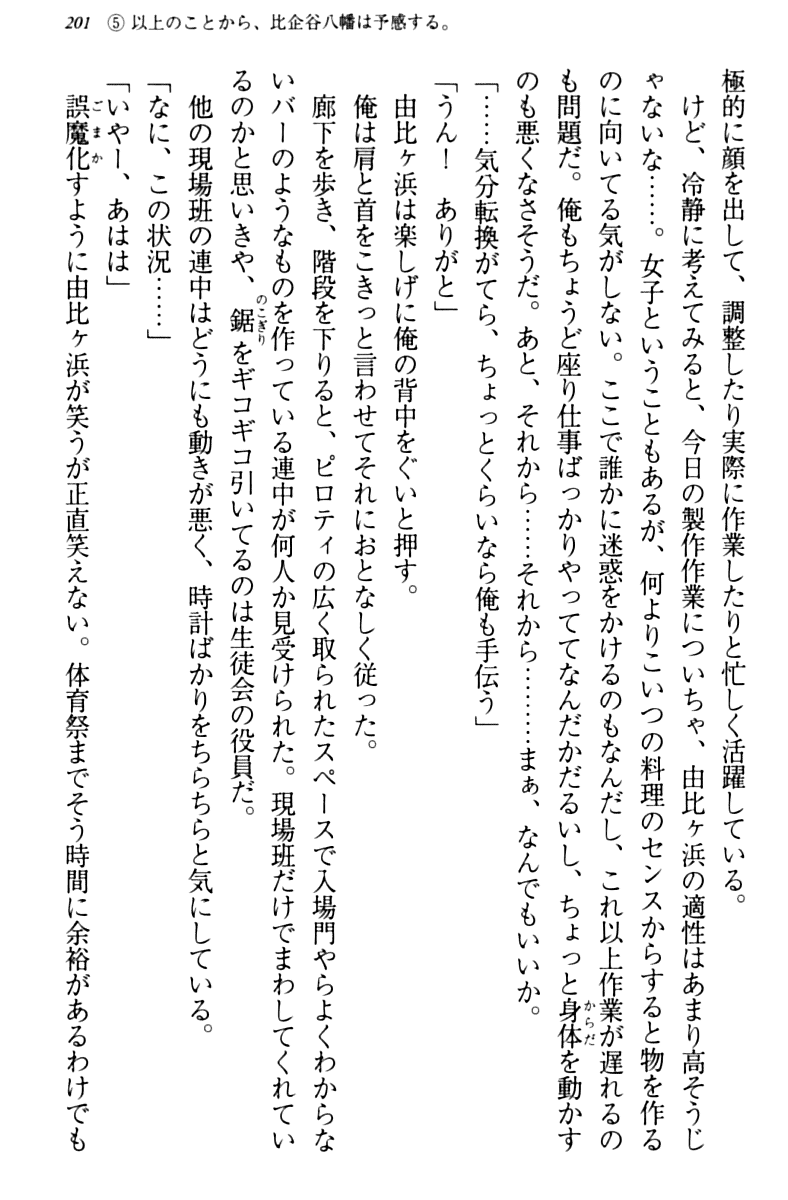 201 ⑤ 以上のことから、比企谷八幡は予感する。
極的に顔を出して、調整したり実際に作業したりと忙しく活躍している。
けど、冷静に考えてみると、今日の製作作業についちゃ、由比ヶ浜の適性はあまり高そうじ
ゃないな……。女子ということもあるが、何よりこいつの料理のセンスからすると物を作る
のに向いてる気がしない。ここで誰かに迷惑をかけるのもなんだし、これ以上作業が遅れるの
も問題だ。俺もちょうど座り仕事ばっかりやっててなんだかだるいし、ちょっと身体を動かす
のも悪くなさそうだ。あと、それから……それから………まぁ、なんでもいいか。
「……気分転換がてら、ちょっとくらいなら俺も手伝う」
「うん！　ありがと」
由比ヶ浜は楽しげに俺の背中をぐいと押す。
俺は肩と首をこきっと言わせてそれにおとなしく従った。
廊下を歩き、階段を下りると、ピロティの広く取られたスペースで入場門やらよくわからな
いバーのようなものを作っている連中が何人か見受けられた。現場班だけでまわしてくれてい
るのかと思いきや、鋸をギコギコ引いてるのは生徒会の役員だ。
他の現場班の連中はどうにも動きが悪く、時計ばかりをちらちらと気にしている。
「なに、この状況……」
「いやー、あはは」
誤魔化すように由比ヶ浜が笑うが正直笑えない。体育祭までそう時間に余裕があるわけでも